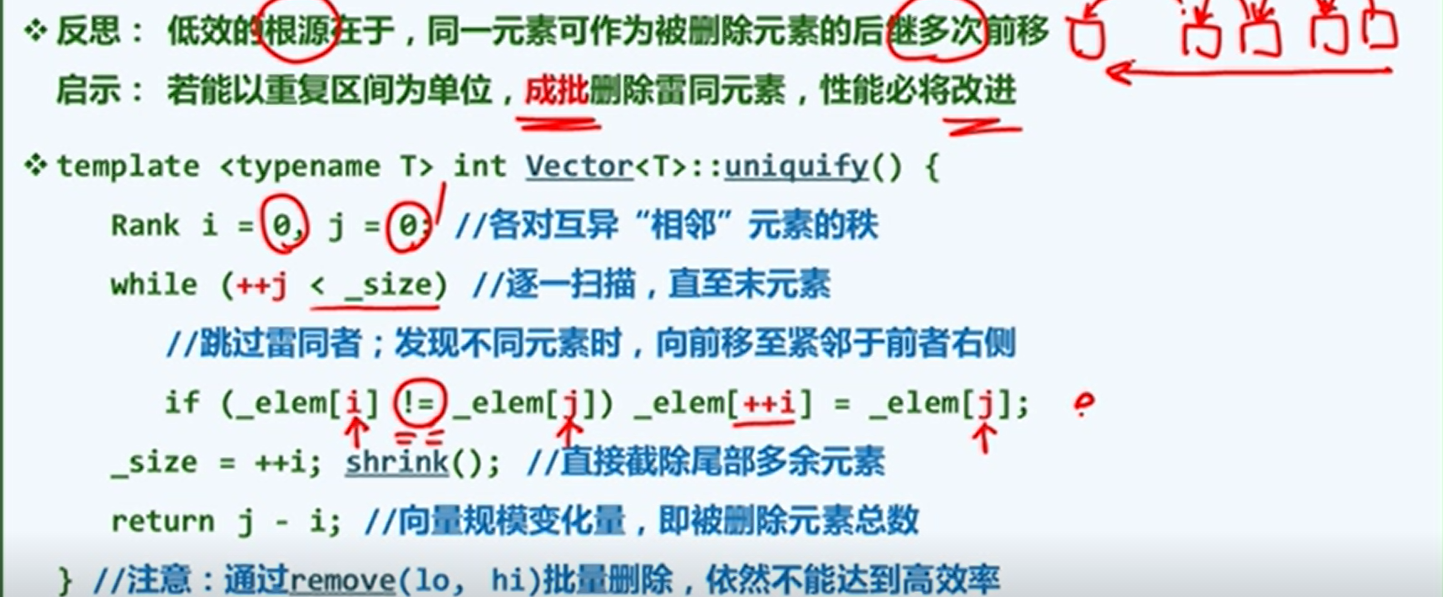 ❖ 反思： 低效的根源在于，同一元素可作为被删除元素的后继多次前移
启示： 若能以重复区间为单位，成批删除雷同元素，性能必将改进
❖ template <typename T> int Vector<T>::uniquify() {
Rank i = 0, j = 0; //各对互异“相邻”元素的秩
while (++j < _size) //逐一扫描，直至末元素
//跳过雷同者；发现不同元素时，向前移至紧邻于前者右侧
if (_elem[i] != _elem[j]) _elem[++i] = _elem[j];
_size = ++i; shrink(); //直接截除尾部多余元素
return j - i; //向量规模变化量，即被删除元素总数
} //注意：通过remove(lo, hi)批量删除，依然不能达到高效率